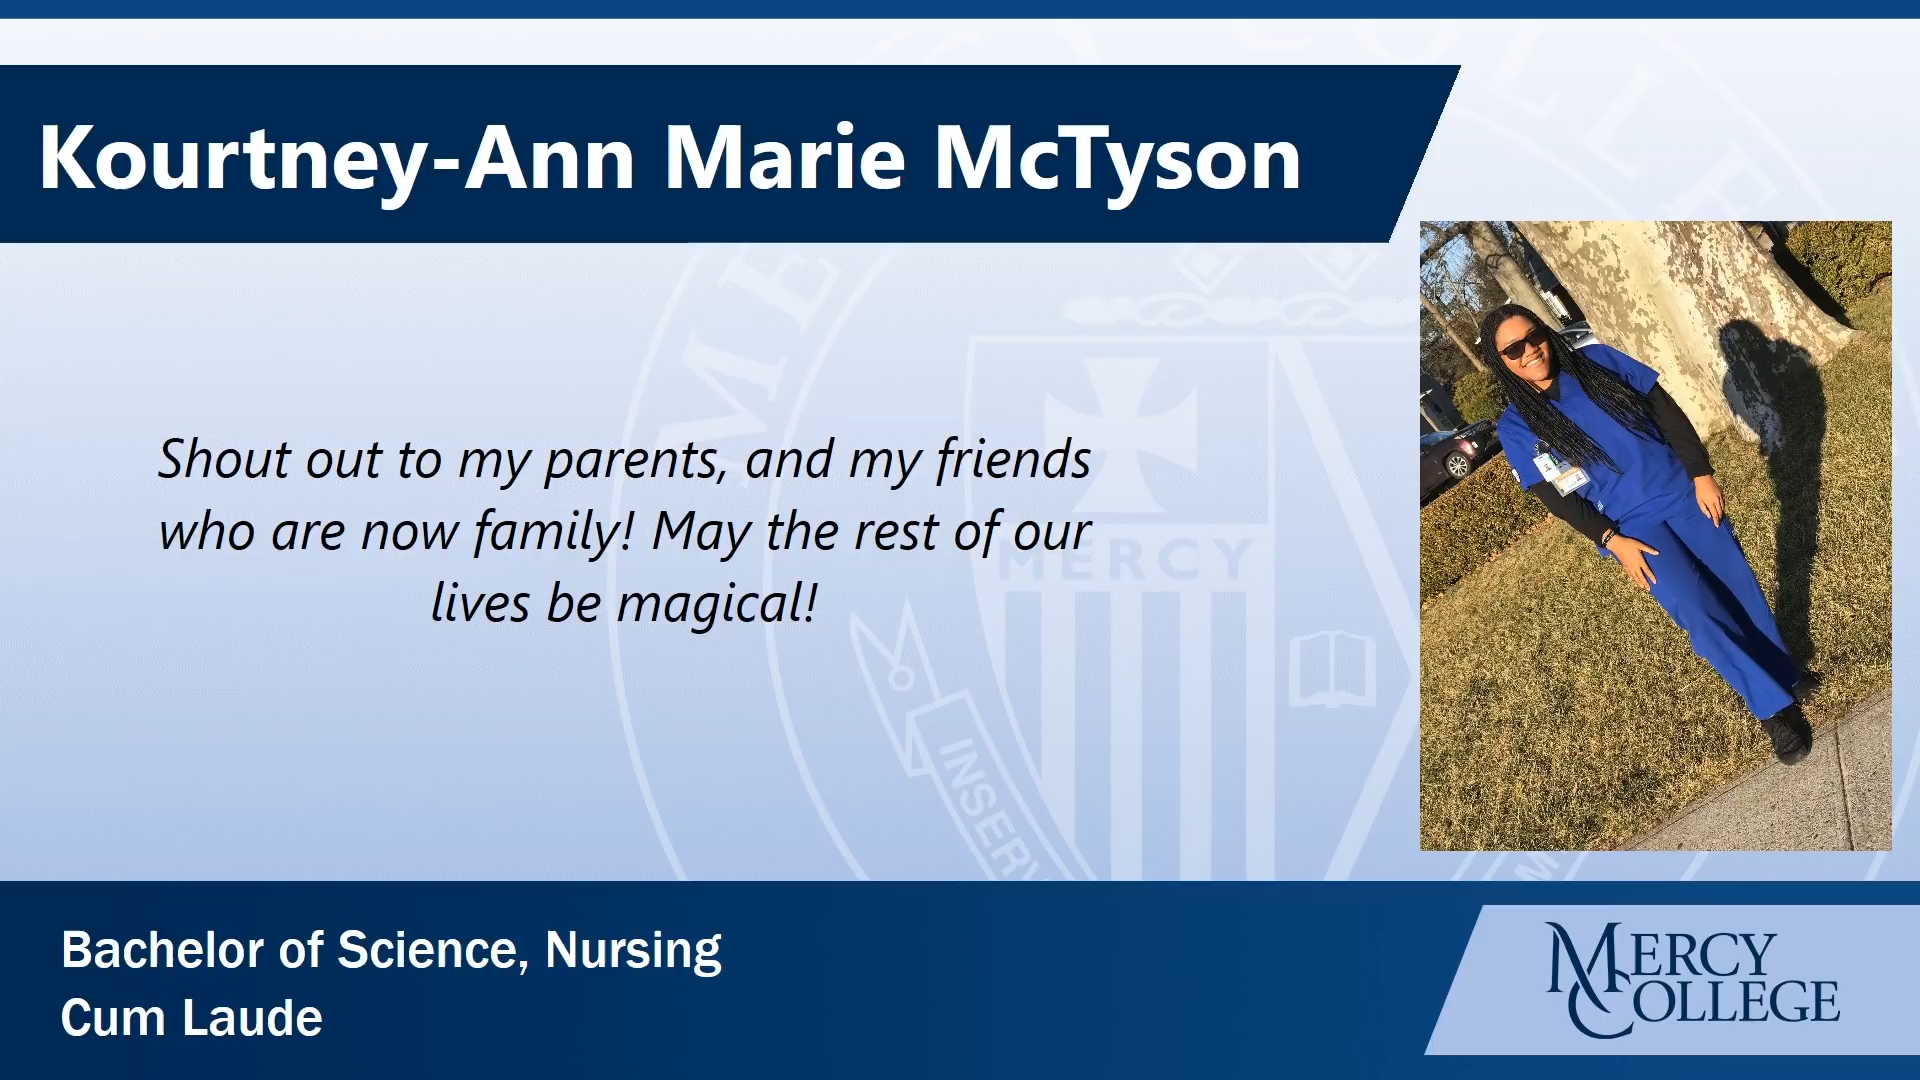 Kourtney-Ann Marie McTyson
Shout out to my parents, and my friends
who are now family! May the rest of our
lives be magical!
MERCY
Bachelor of Science, Nursing
Cum Laude
MERCY
COLLEGE